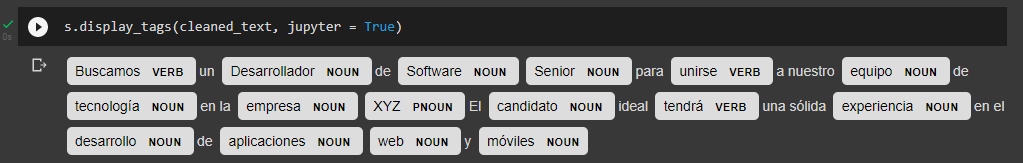 s.display_tags(cleaned_text, jupyter = True)
0s
Buscamos VERB un Desarrollador NOUN de Software NOUN Senior NOUN para unirse VERB a nuestro equipo NOUN de
tecnología NOUN en la empresa NOUN XYZ PNOUN El candidato NOUN ideal tendrá VERB una sólida experiencia NOUN en el
desarrollo NOUN de aplicaciones NOUN web NOUN y móviles NOUN